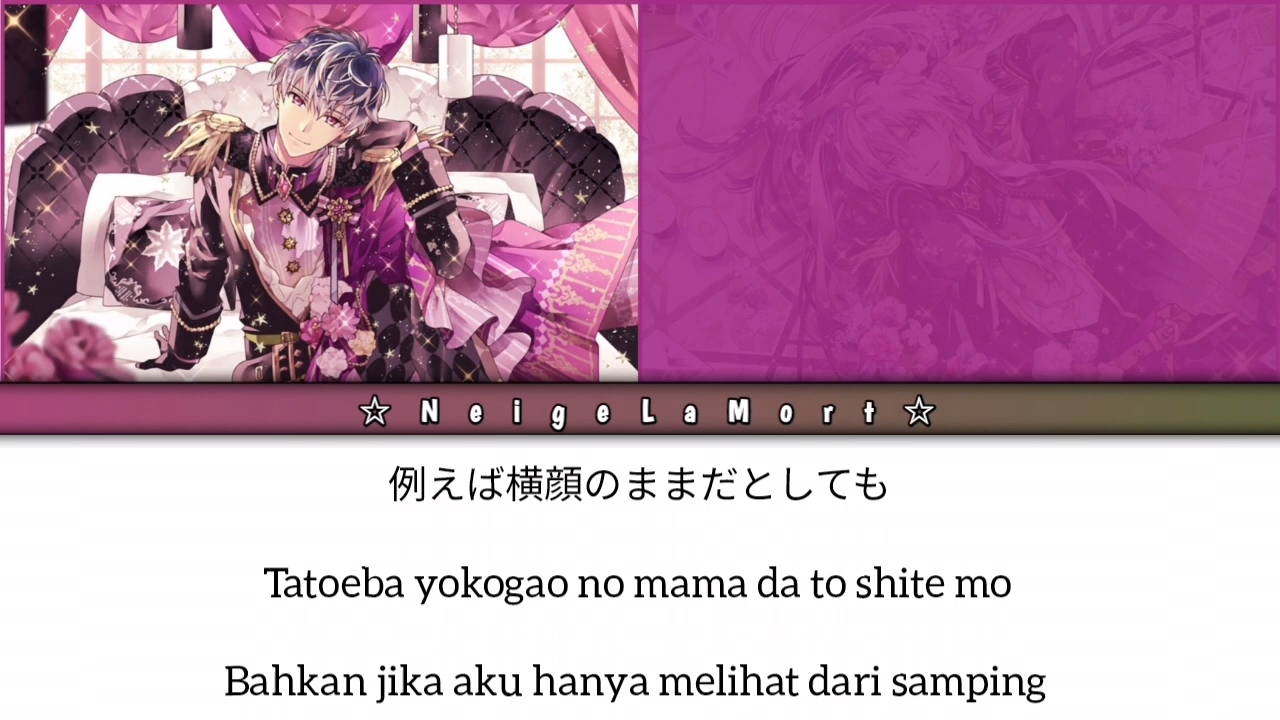 ☆ N e i g e L a M o r t ☆
例えば横顔のままだとしても
Tatoeba yokogao no mama da to shite mo
Bahkan jika aku hanya melihat dari samping